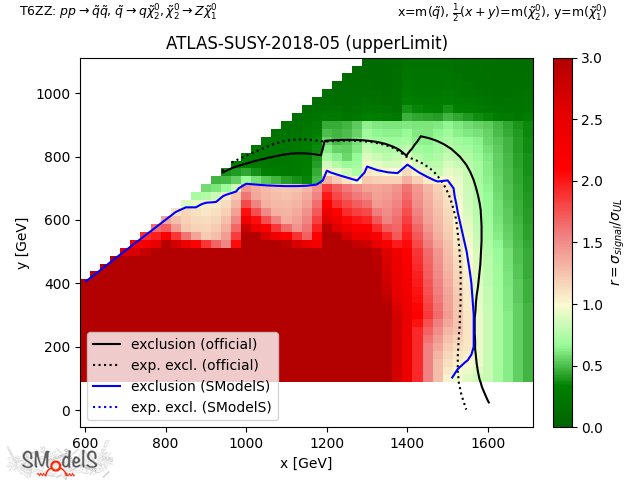 T6ZZ: pp → q̃q̃, q̃ → qχ̃⁰₂, χ̃⁰₂ → Zχ̃⁰₁
x=m(q̃), ½(x + y)=m(χ̃⁰₂), y=m(χ̃⁰₁)
ATLAS-SUSY-2018-05 (upperLimit)
y [GeV]
1000
800
600
400
200
0
exclusion (official)
exp. excl. (official)
exclusion (SModelS)
exp. excl. (SModelS)
600 800 1000 1200 1400 1600
x [GeV]
3.0
2.5
2.0
1.5
1.0
0.5
0.0
r = σsignal/σUL
SModelS